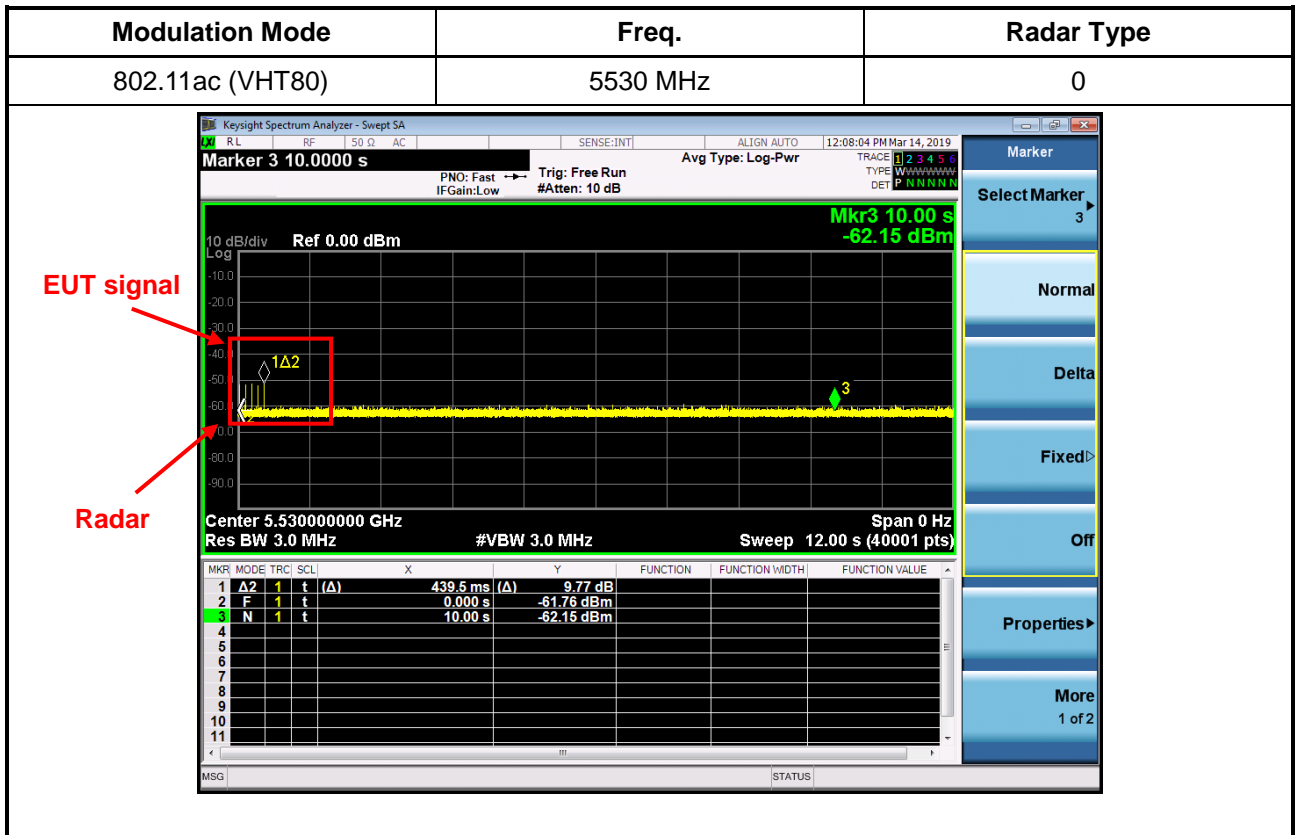 Modulation Mode Freq. Radar Type
802.11ac (VHT80) 5530 MHz 0
Keysight Spectrum Analyzer - Swept SA
LXI RL RF 50 Ω AC SENSE:INT ALIGN AUTO 12:08:04 PM Mar 14, 2019
Marker 3 10.0000 s
PNO: Fast
IFGain:Low
Trig: Free Run
#Atten: 10 dB
Avg Type: Log-Pwr
TRACE 1 2 3 4 5 6
TYPE WWWWWW
DET P N N N N N
Marker
Select Marker
3
Mkr3 10.00 s
-62.15 dBm
10 dB/div Ref 0.00 dBm
Log
-10.0
-20.0
-30.0
-40.0
-50.0
-60.0
-70.0
-80.0
-90.0
EUT signal
Radar
1Δ2
3
Normal
Delta
Fixed
Off
Properties
More
1 of 2
Center 5.530000000 GHz Span 0 Hz
Res BW 3.0 MHz #VBW 3.0 MHz Sweep 12.00 s (40001 pts)
MKR MODE TRC SCL X Y FUNCTION FUNCTION WIDTH FUNCTION VALUE
1 Δ2 1 t (Δ) 439.5 ms (Δ) 9.77 dB
2 F 1 t 0.000 s -61.76 dBm
3 N 1 t 10.00 s -62.15 dBm
4
5
6
7
8
9
10
11
MSG STATUS